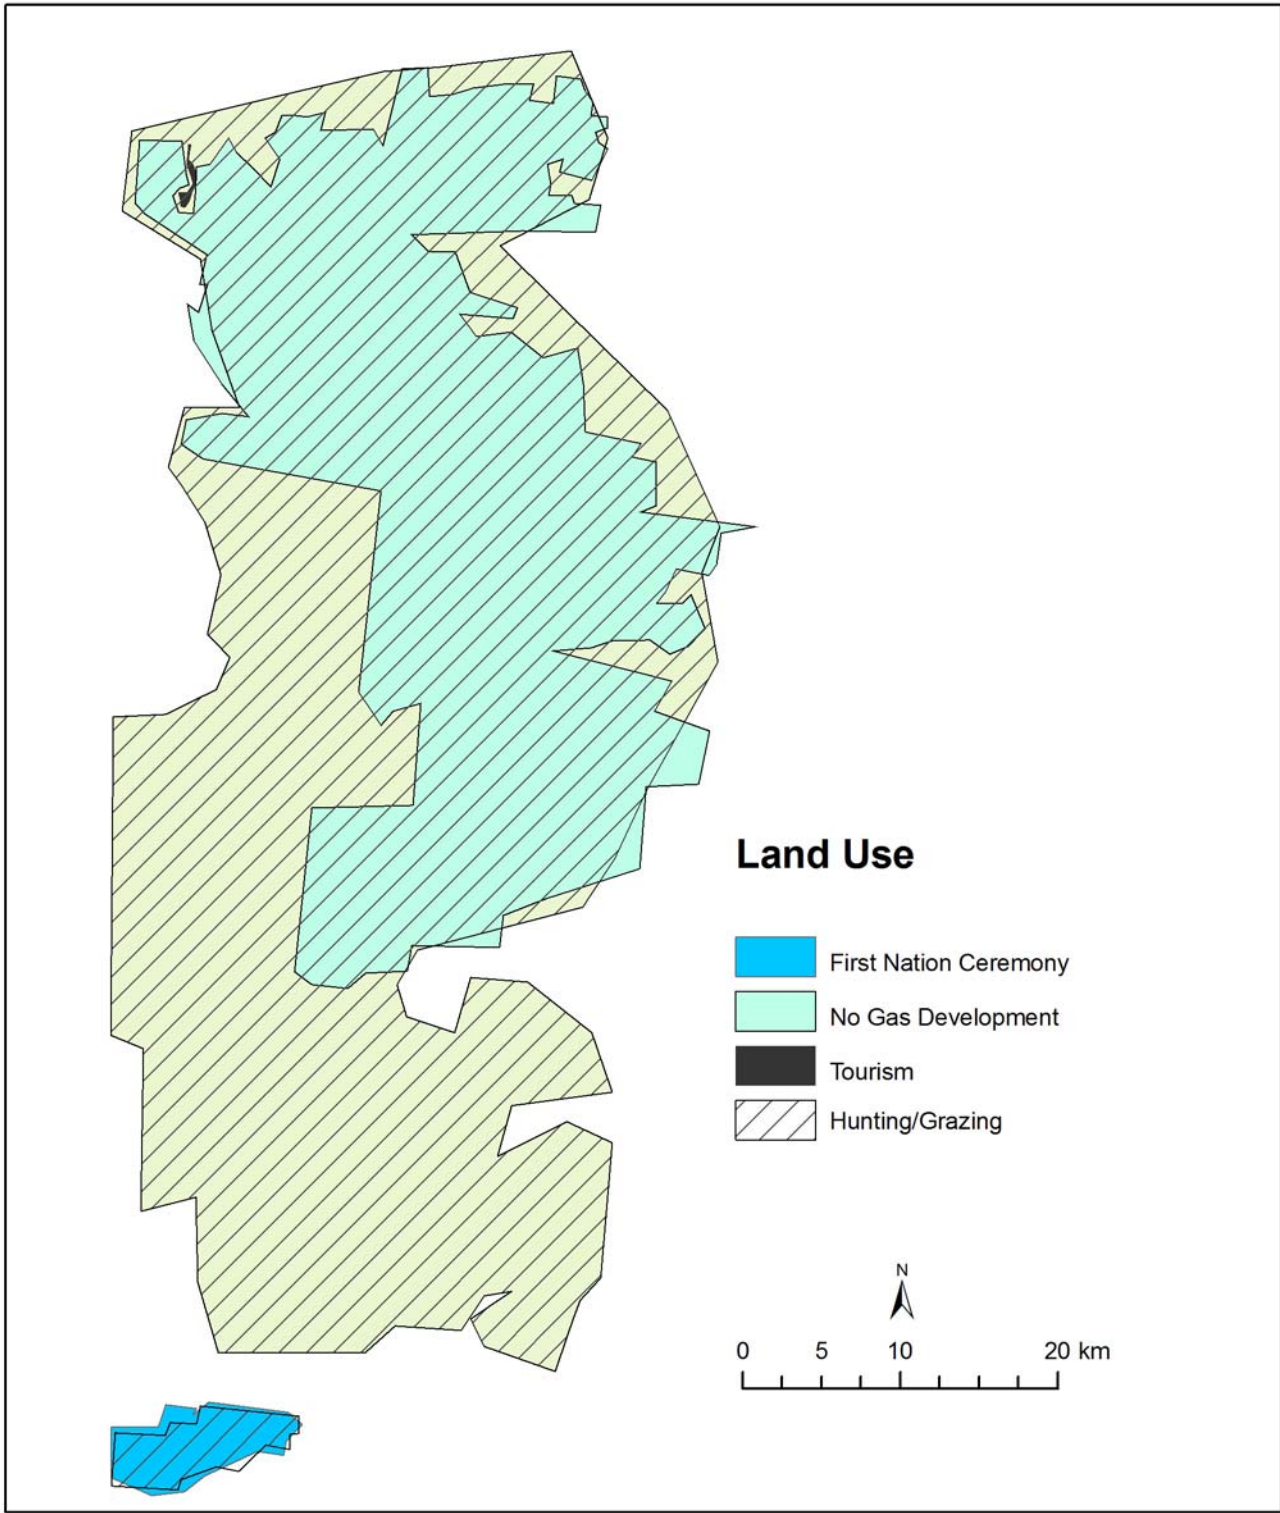 Land Use
First Nation Ceremony
No Gas Development
Tourism
Hunting/Grazing
N
0 5 10 20 km